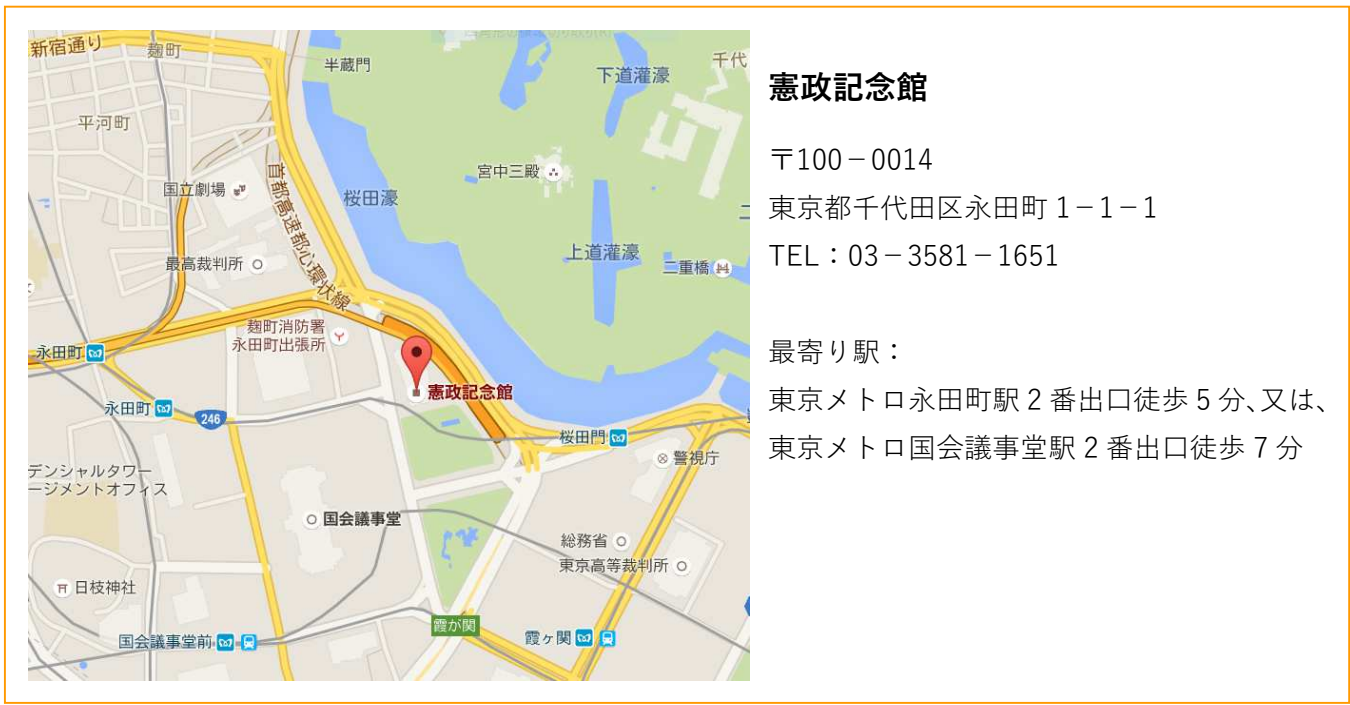 新宿通り
麹町
半蔵門
下道灌濠
千代
平河町
国立劇場
宮中三殿
桜田濠
首都高速都心環状線
最高裁判所
上道灌濠
二重橋
麹町消防署
永田町出張所
永田町
憲政記念館
永田町
246
桜田門
警視庁
デンシャルタワー
ージメントオフィス
国会議事堂
総務省
東京高等裁判所
日枝神社
霞が関
国会議事堂前
霞ヶ関
憲政記念館
〒100-0014
東京都千代田区永田町1-1-1
TEL:03-3581-1651
最寄り駅:
東京メトロ永田町駅2番出口徒歩5分、又は、
東京メトロ国会議事堂駅2番出口徒歩7分